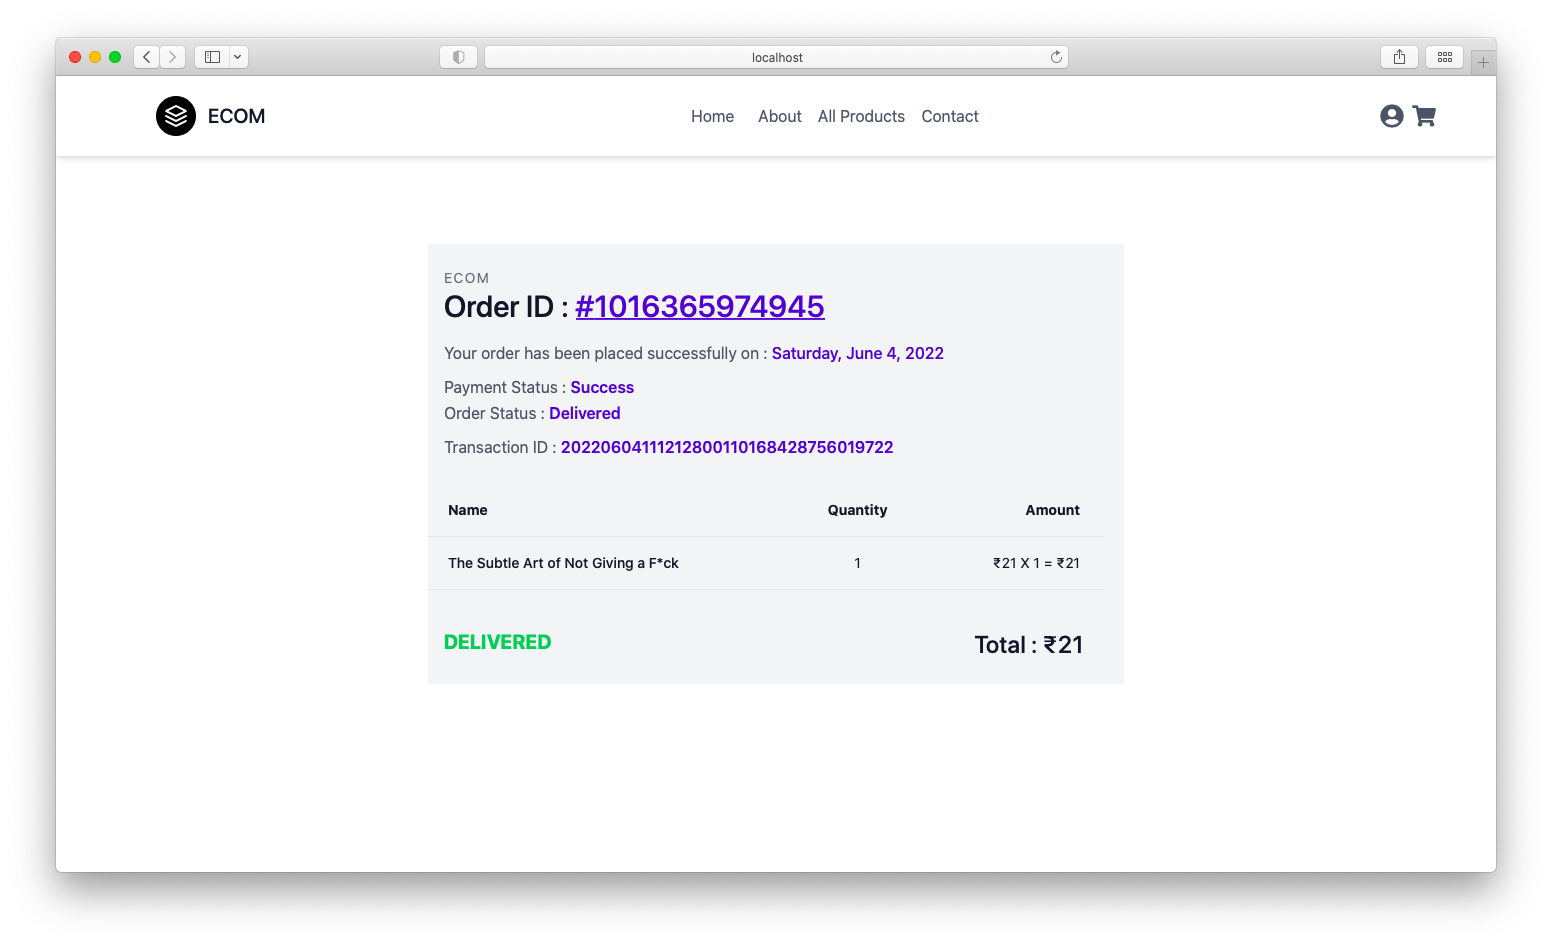 localhost
ECOM
Home About All Products Contact
ECOM
Order ID : #1016365974945
Your order has been placed successfully on : Saturday, June 4, 2022
Payment Status : Success
Order Status : Delivered
Transaction ID : 20220604111212800110168428756019722
Name Quantity Amount
The Subtle Art of Not Giving a F*ck 1 ₹21 X 1 = ₹21
DELIVERED Total : ₹21